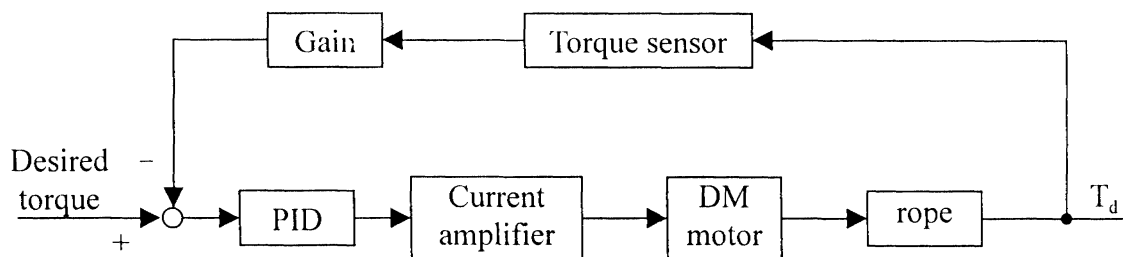 Gain
Torque sensor
Desired
torque
−
+
PID
Current
amplifier
DM
motor
rope
T_d